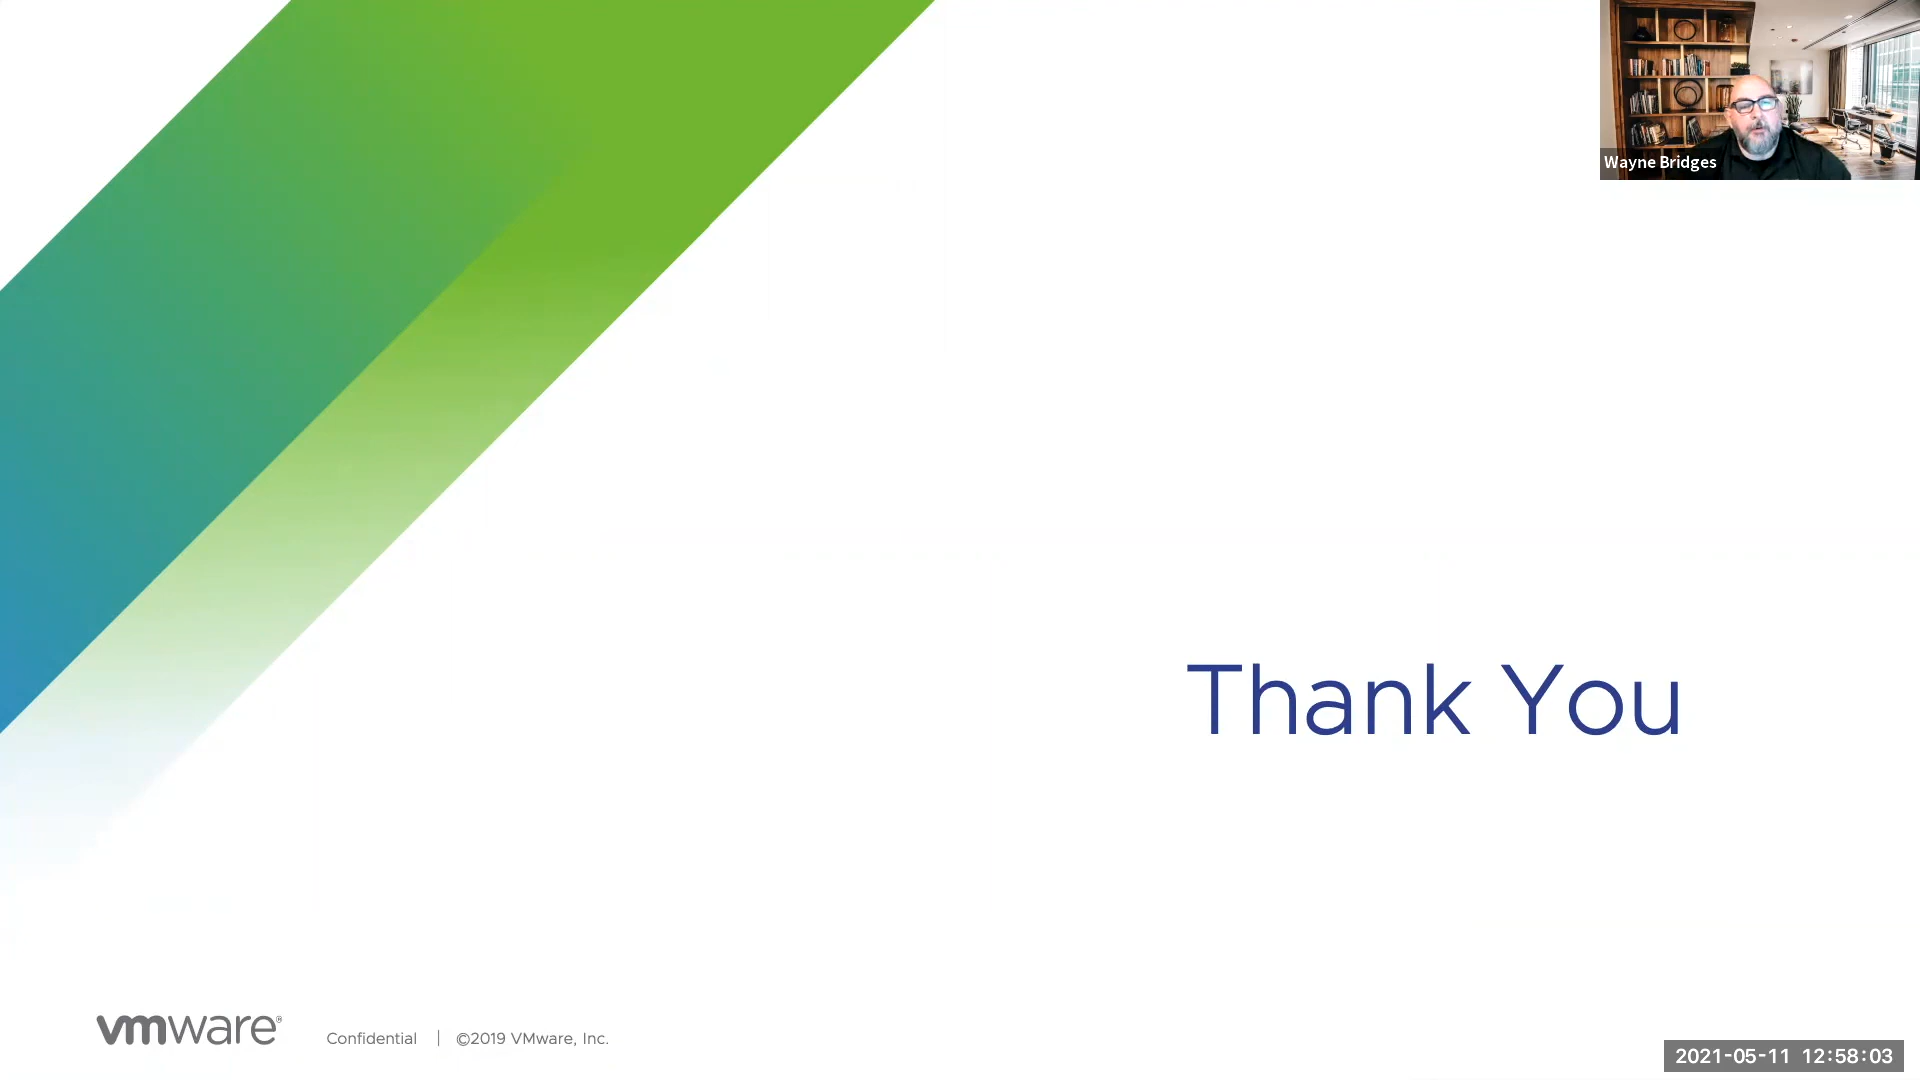 Wayne Bridges
Thank You
vmware®
Confidential | ©2019 VMware, Inc.
2021-05-11 12:58:03